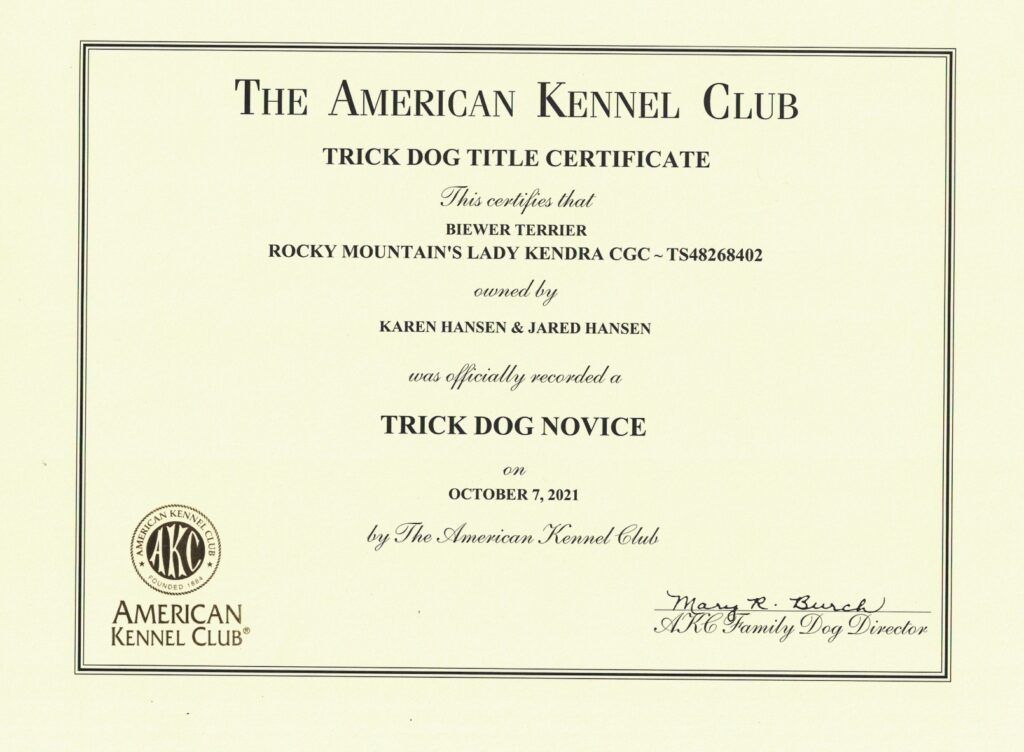 THE AMERICAN KENNEL CLUB
TRICK DOG TITLE CERTIFICATE
This certifies that
BIEWER TERRIER
ROCKY MOUNTAIN'S LADY KENDRA CGC ~ TS48268402
owned by
KAREN HANSEN & JARED HANSEN
was officially recorded a
TRICK DOG NOVICE
on
OCTOBER 7, 2021
by The American Kennel Club
AMERICAN KENNEL CLUB
AKC
FOUNDED 1884
AMERICAN
KENNEL CLUB®
Mary R. Burch
AKC Family Dog Director